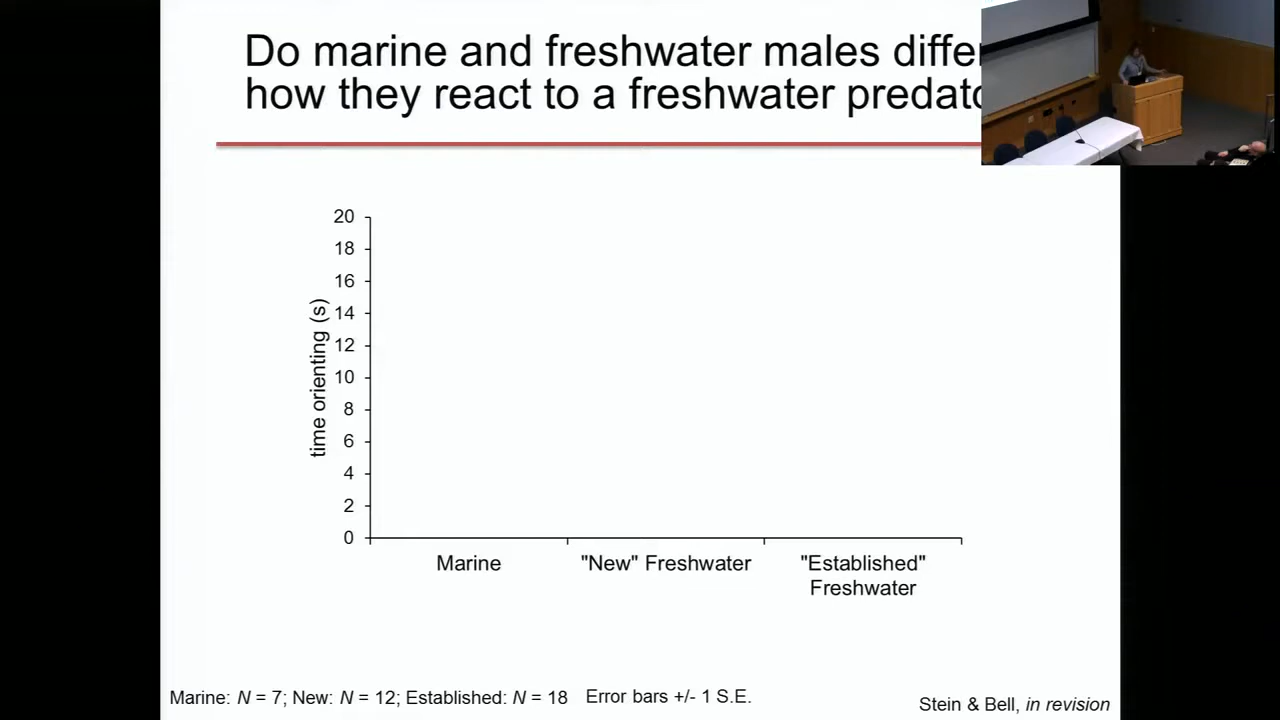 Do marine and freshwater males differ
how they react to a freshwater
20
18
16
14
12
10
8
6
4
2
0
time orienting (s)
Marine
"New" Freshwater
"Established"
Freshwater
Marine: N = 7; New: N = 12; Established: N = 18
Error bars +/- 1 S.E.
Stein & Bell, in revision